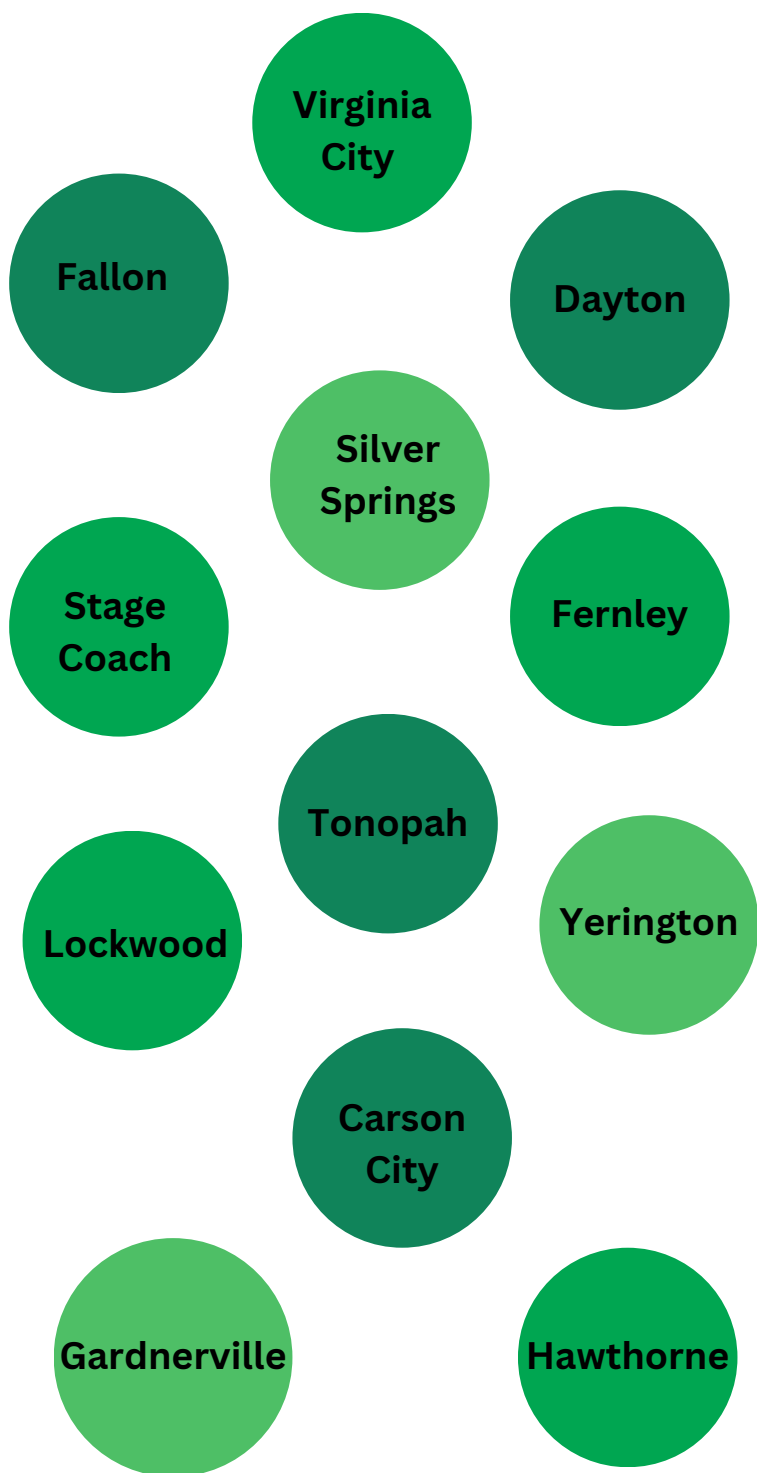 Virginia
City
Fallon
Dayton
Silver
Springs
Stage
Coach
Fernley
Tonopah
Yerington
Lockwood
Carson
City
Gardnerville
Hawthorne